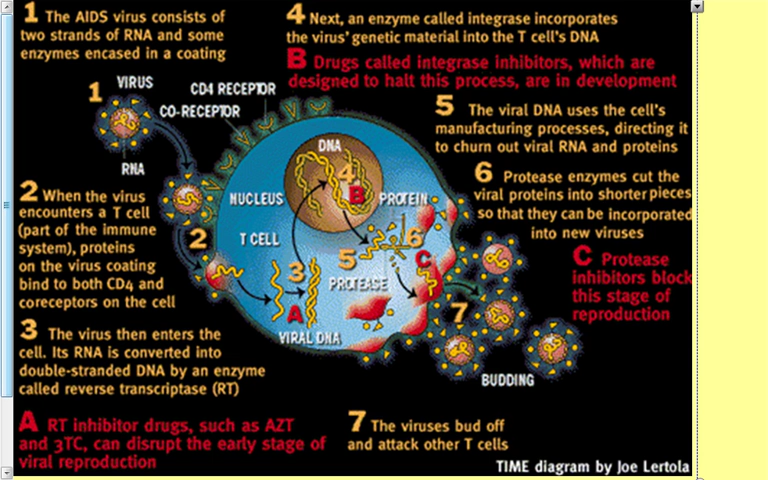 1 The AIDS virus consists of
two strands of RNA and some
enzymes encased in a coating
4 Next, an enzyme called integrase incorporates
the virus' genetic material into the T cell's DNA
B Drugs called integrase inhibitors, which are
designed to halt this process, are in development
1
VIRUS
CD4 RECEPTOR
CO-RECEPTOR
RNA
5 The viral DNA uses the cell's
manufacturing processes, directing it
to churn out viral RNA and proteins
DNA
4
B
NUCLEUS
PROTEIN
T CELL
5
6
C
PROTEASE
3
A
VIRAL DNA
2
7
BUDDING
6 Protease enzymes cut the
viral proteins into shorter pieces
so that they can be incorporated
into new viruses
2 When the virus
encounters a T cell
(part of the immune
system), proteins
on the virus coating
bind to both CD4 and
coreceptors on the cell
C Protease
inhibitors block
this stage of
reproduction
3 The virus then enters the
cell. Its RNA is converted into
double-stranded DNA by an enzyme
called reverse transcriptase (RT)
A RT inhibitor drugs, such as AZT
and 3TC, can disrupt the early stage of
viral reproduction
7 The viruses bud off
and attack other T cells
TIME diagram by Joe Lertola